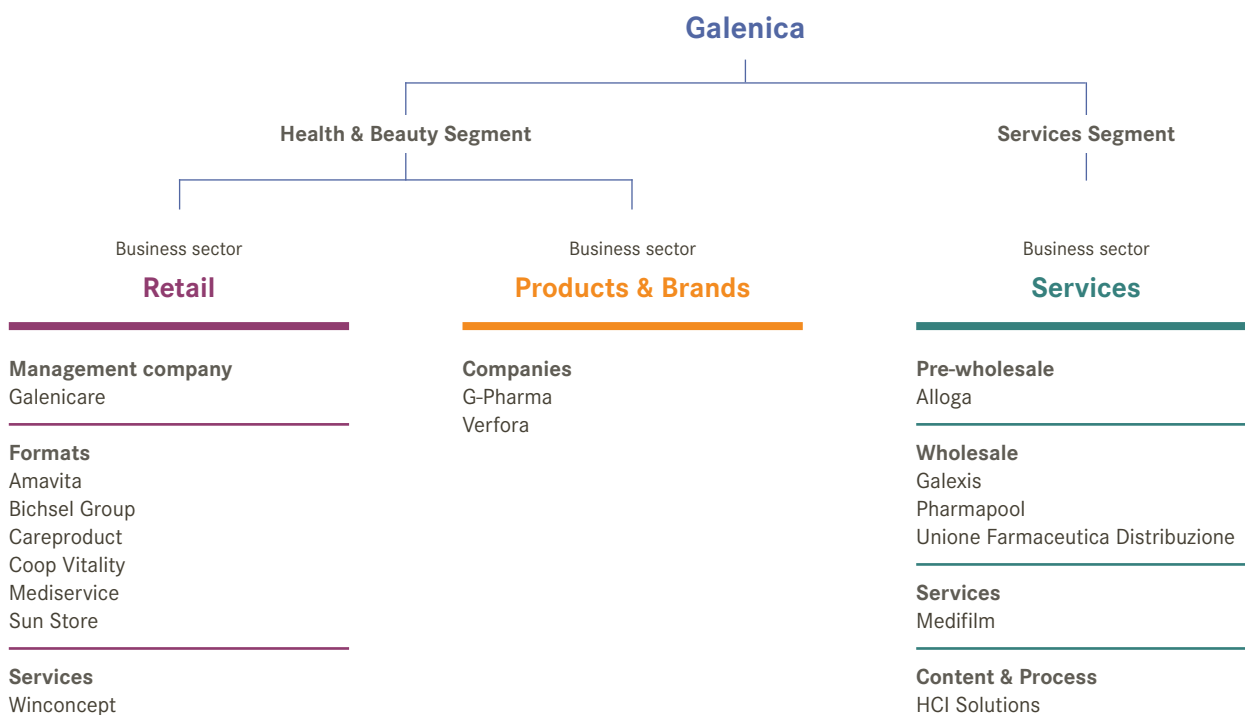 Galenica
Health & Beauty Segment
Services Segment
Business sector
Retail
Management company
Galenicare
Formats
Amavita
Bichsel Group
Careproduct
Coop Vitality
Mediservice
Sun Store
Services
Winconcept
Business sector
Products & Brands
Companies
G-Pharma
Verfora
Business sector
Services
Pre-wholesale
Alloga
Wholesale
Galexis
Pharmapool
Unione Farmaceutica Distribuzione
Services
Medifilm
Content & Process
HCI Solutions